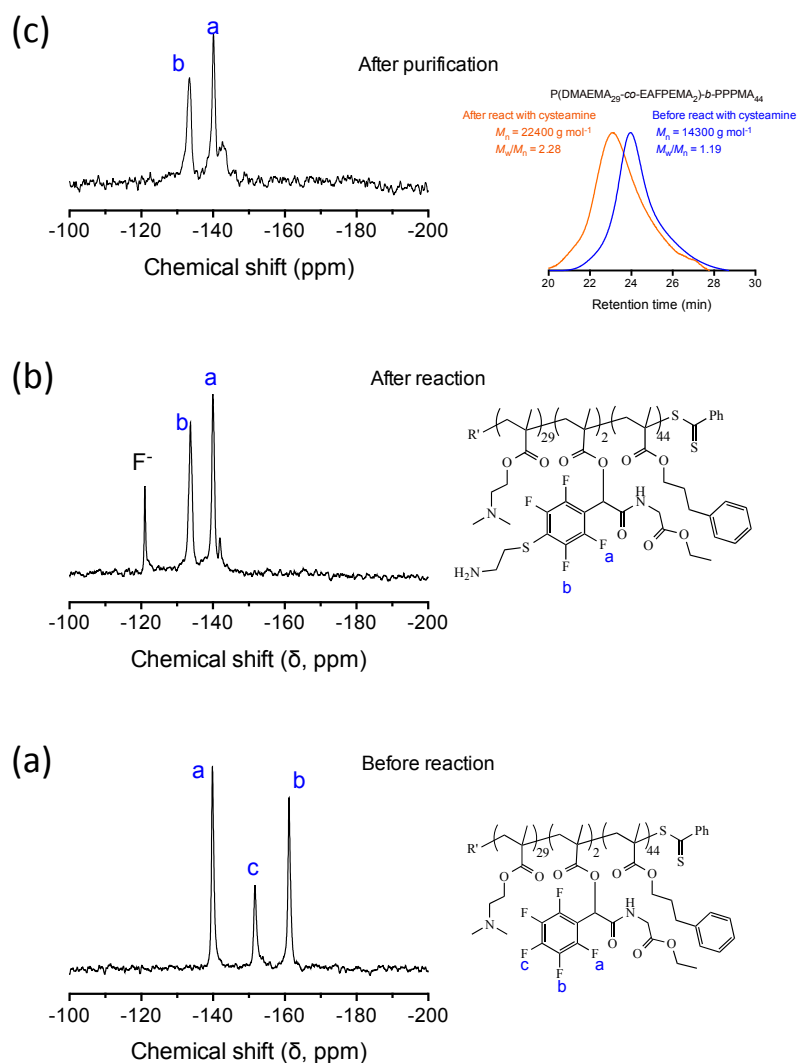 (c)
b
a
After purification
-100 -120 -140 -160 -180 -200
Chemical shift (ppm)
P(DMAEMA29-co-EAFPEMA2)-b-PPPMA44
After react with cysteamine
Mn = 22400 g mol-1
Mw/Mn = 2.28
Before react with cysteamine
Mn = 14300 g mol-1
Mw/Mn = 1.19
20 22 24 26 28 30
Retention time (min)
(b)
F-
b
a
After reaction
-100 -120 -140 -160 -180 -200
Chemical shift (δ, ppm)
R' 29 2 44 S Ph
S
O O O O O O
F F H N
N O O
S F F a O
H2N b
(a)
a
c
b
Before reaction
-100 -120 -140 -160 -180 -200
Chemical shift (δ, ppm)
R' 29 2 44 S Ph
S
O O O O O O
F F H N
N O O
F F F a O
c b